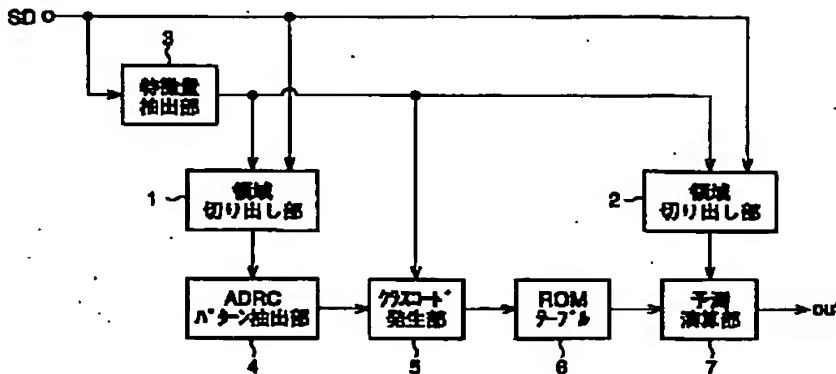 SD
3
特徴量
抽出部
1
領域
切り出し部
2
領域
切り出し部
ADRC
パターン抽出部
クラスコード
発生部
ROM
テーブル
予測
演算部
out
4
5
6
7